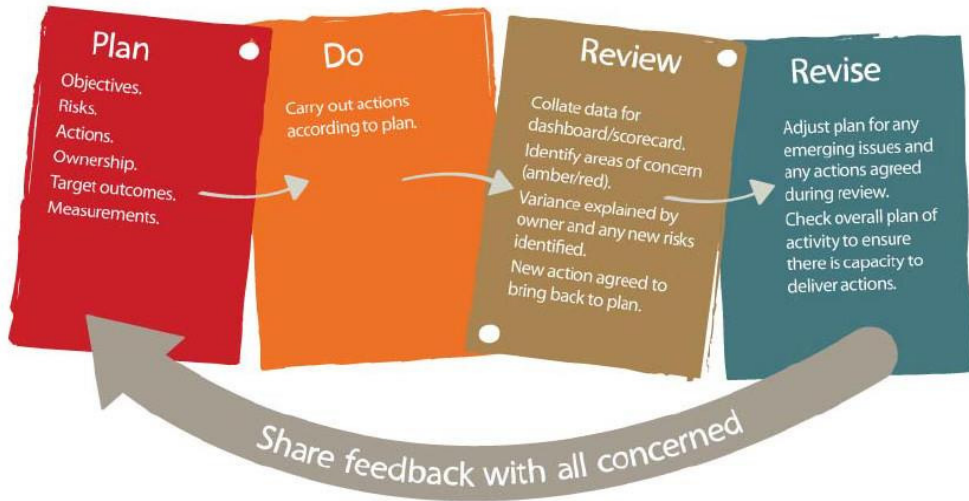 Plan
Objectives.
Risks.
Actions.
Ownership.
Target outcomes.
Measurements.
Do
Carry out actions
according to plan.
Review
Collate data for
dashboard/scorecard.
Identify areas of concern
(amber/red).
Variance explained by
owner and any new risks
identified.
New action agreed to
bring back to plan.
Revise
Adjust plan for any
emerging issues and
any actions agreed
during review.
Check overall plan of
activity to ensure
there is capacity to
deliver actions.
Share feedback with all concerned